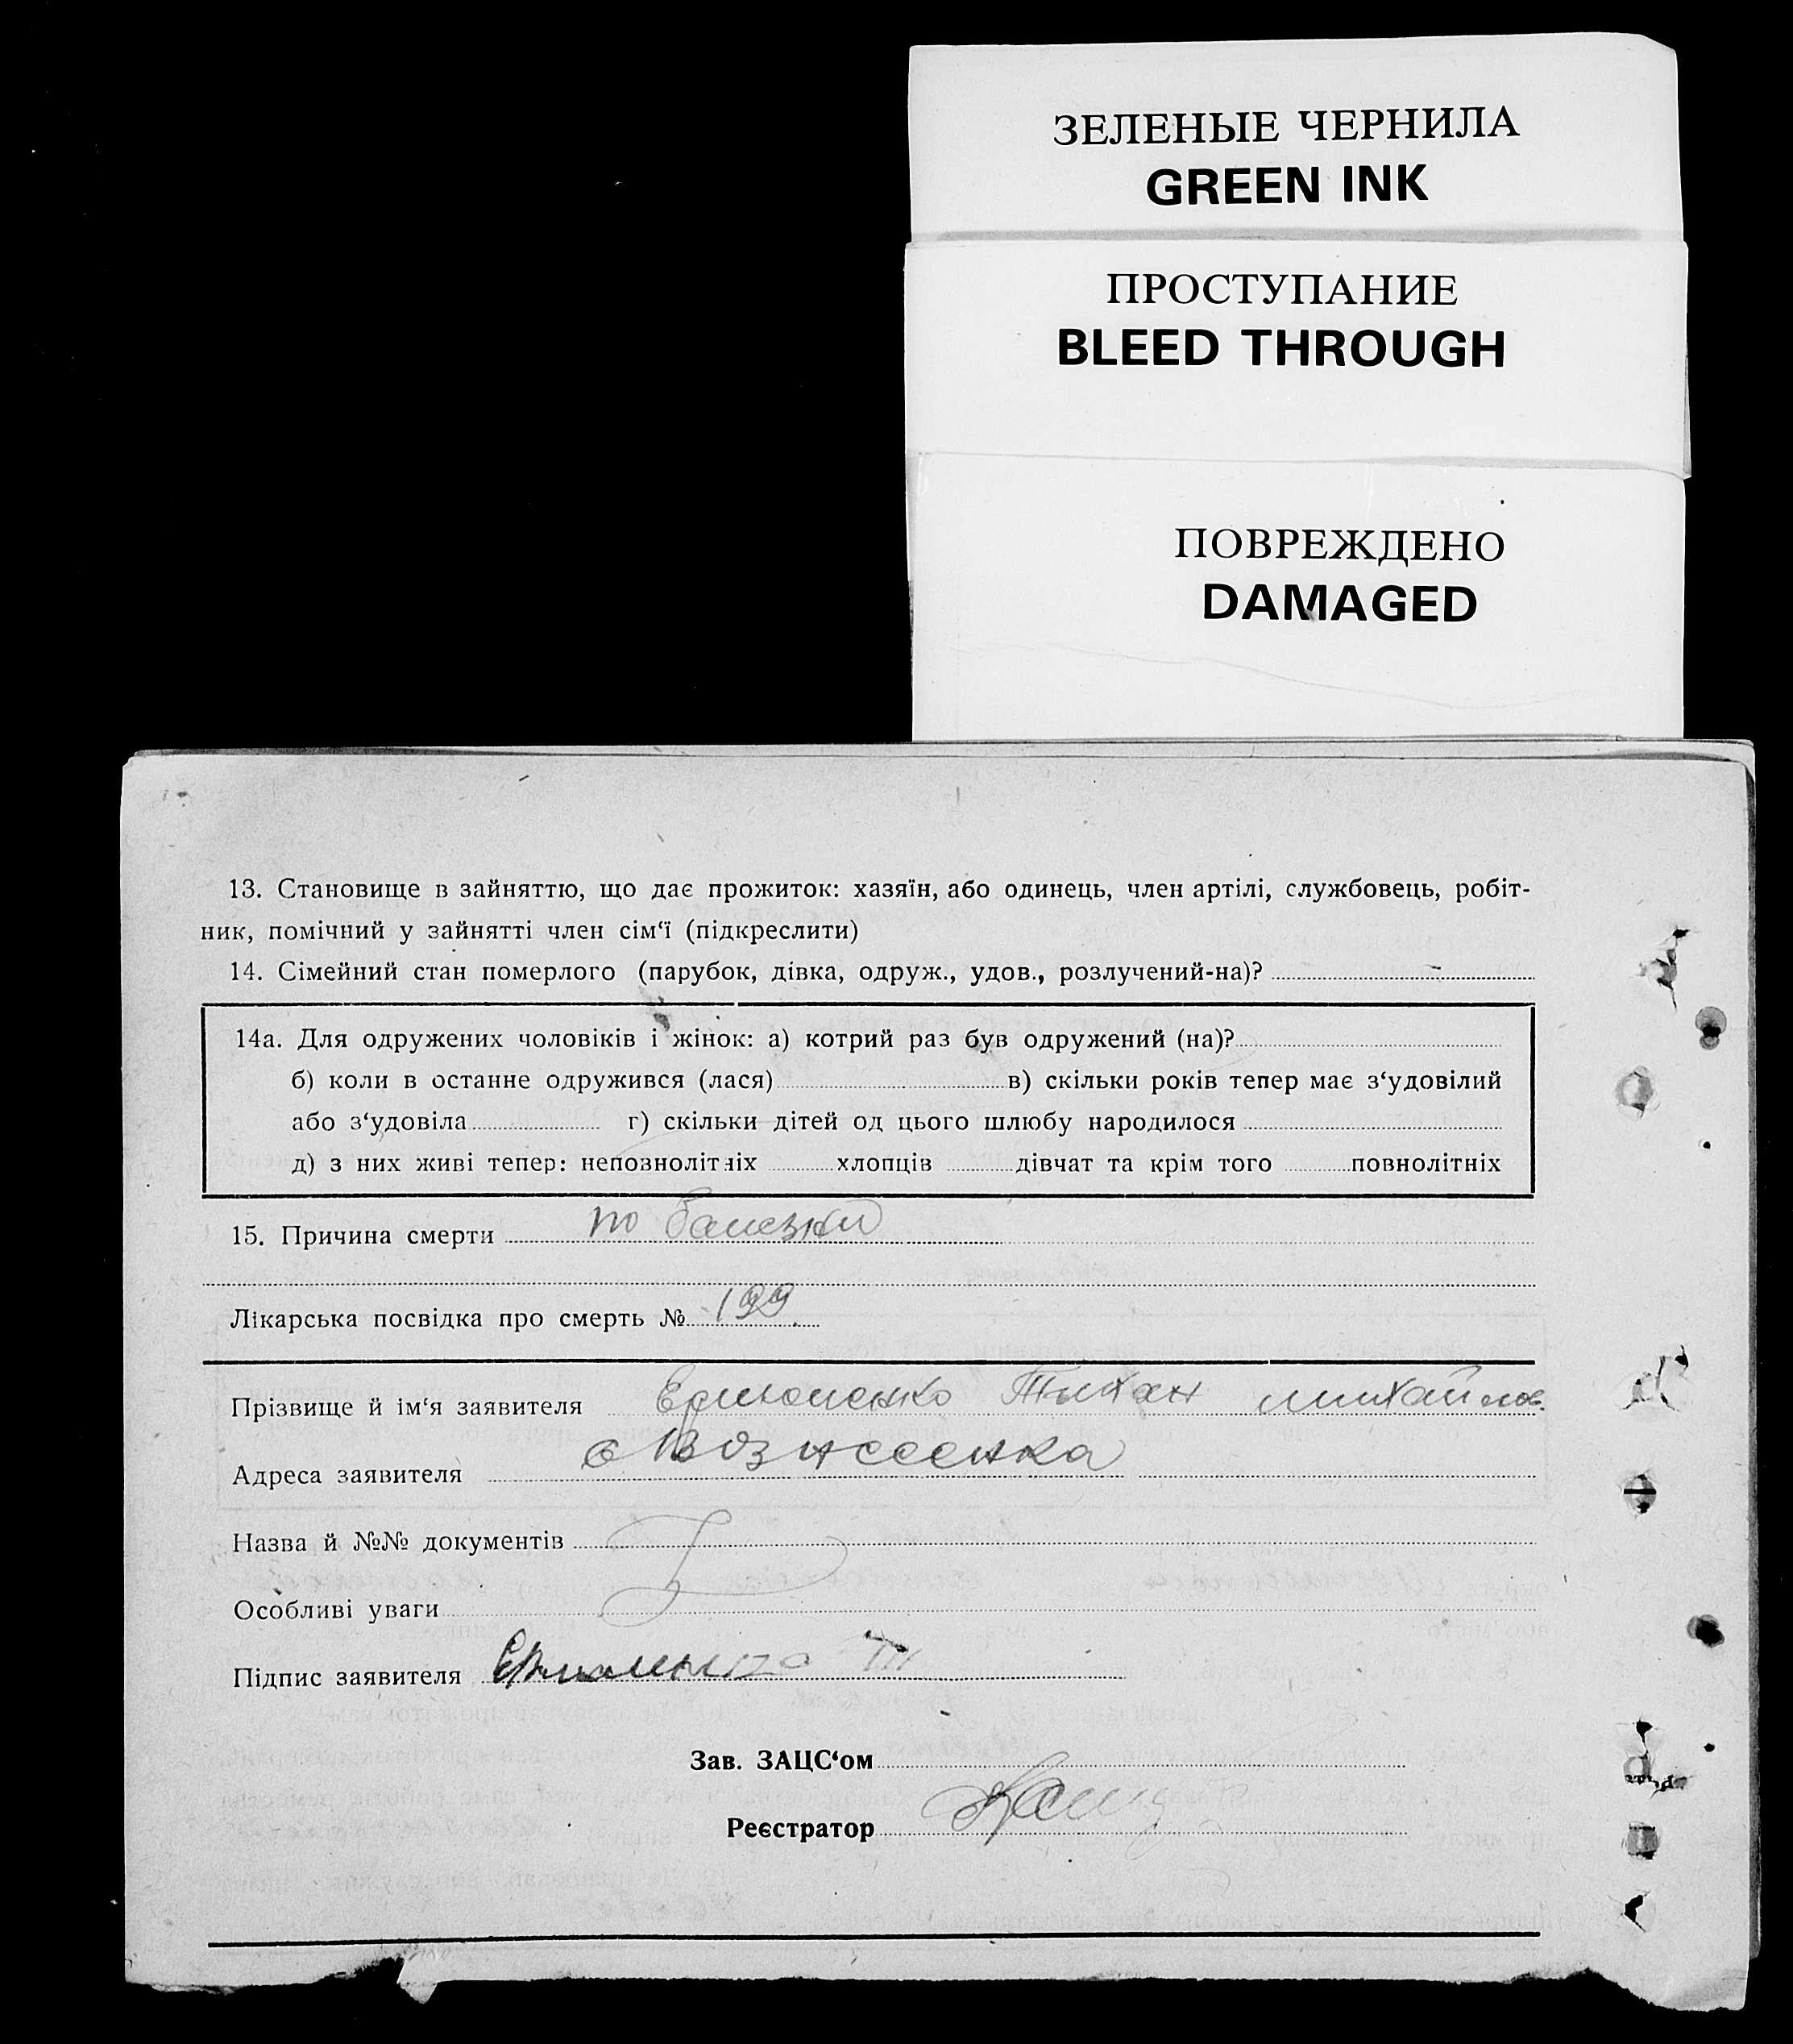 ЗЕЛЕНЫЕ ЧЕРНИЛА
GREEN INK
ПРОСТУПАНИЕ
BLEED THROUGH
ПОВРЕЖДЕНО
DAMAGED
13. Становище в зайняттю, що дає прожиток: хазяїн, або одинець, член артілі, службовець, робіт-
ник, помічний у зайнятті член сім‘ї (підкреслити)
14. Сімейний стан померлого (парубок, дівка, одруж., удов., розлучений-на)? -
14а. Для одружених чоловіків і жінок: а) котрий раз був одружений (на)?
б) коли в останне одружився (лася) в) скільки років тепер має з‘удовілий
або з‘удовіла г) скільки дітей од цього шлюбу народилося
д) з них живі тепер: неповнолітніх хлопців дівчат та крім того повнолітніх
15. Причина смерти по
Лікарська посвідка про смерть № 199.
Прізвище й ім‘я заявителя Михайлов.
Адреса заявителя с Вознесенка
Назва й №№ документів
Особливі уваги
Підпис заявителя
Зав. ЗАЦС‘ом
Реєстратор